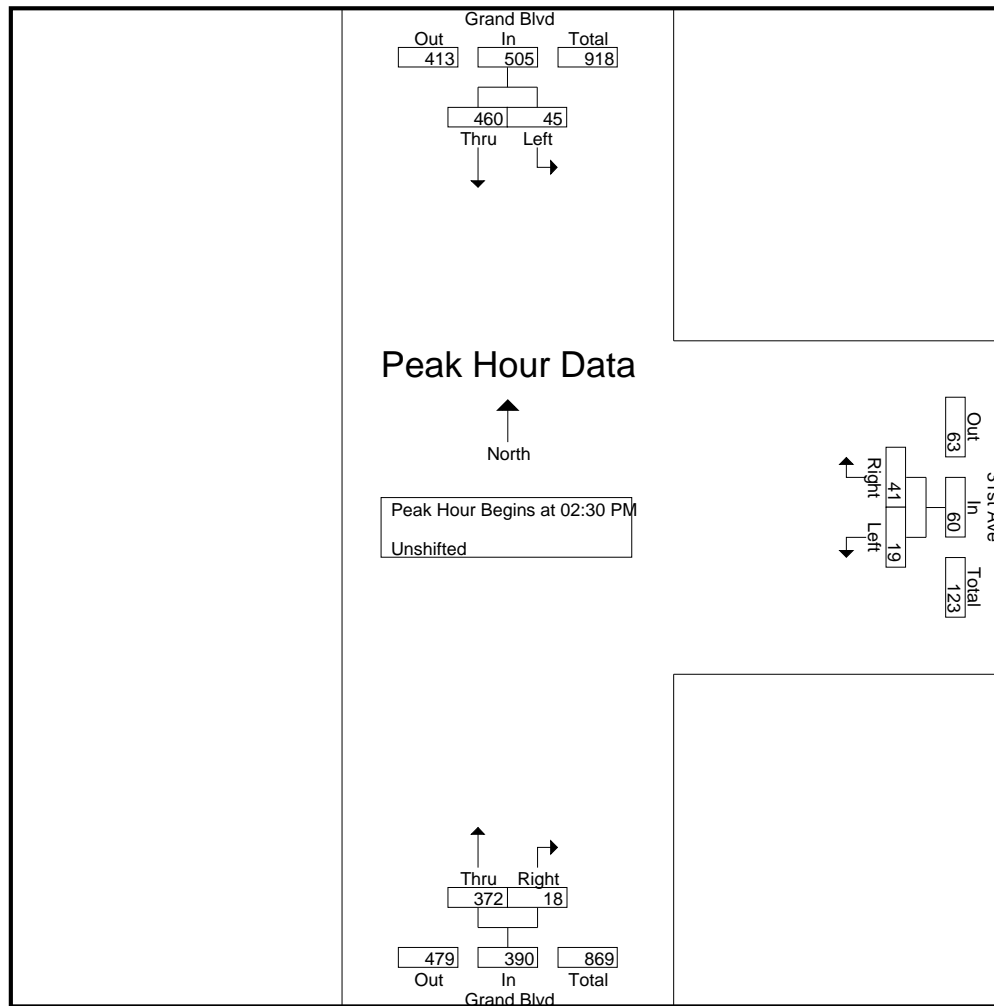 Grand Blvd
Out In Total
413 505 918
460 45
Thru Left
Peak Hour Data
North
Peak Hour Begins at 02:30 PM
Unshifted
Out In Total
63 60 123
31st Ave
Right Left
41 19
Thru Right
372 18
479 390 869
Out In Total
Grand Blvd